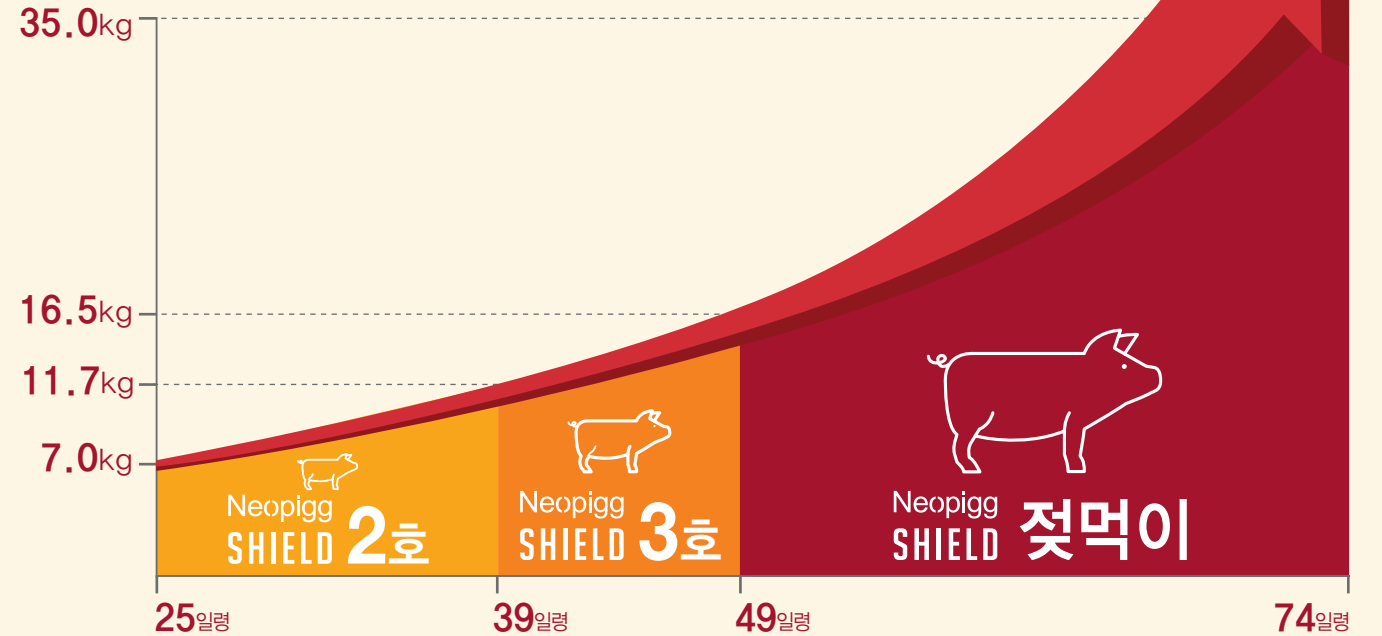 35.0kg
16.5kg
11.7kg
7.0kg
Neopigg
SHIELD 2호
Neopigg
SHIELD 3호
Neopigg
SHIELD 젖먹이
25일령
39일령
49일령
74일령